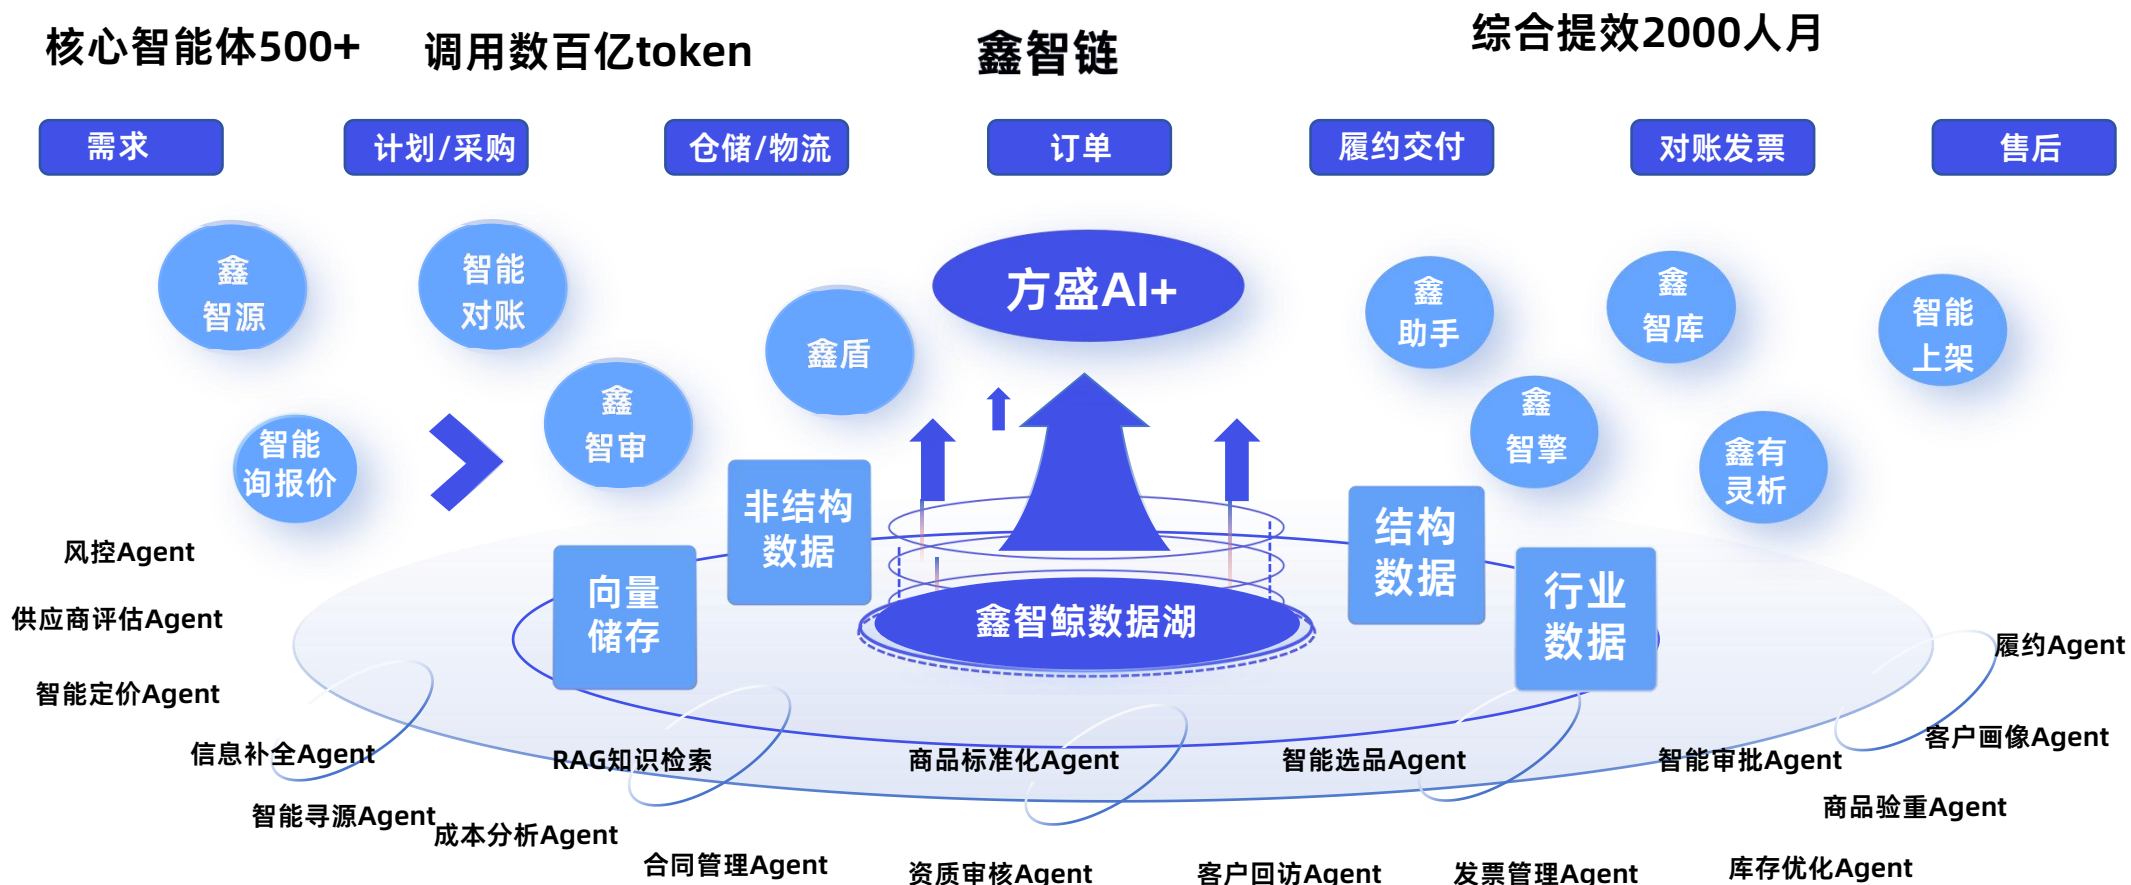 核心智能体500+
调用数百亿token
鑫智链
综合提效2000人月
需求
计划/采购
仓储/物流
订单
履约交付
对账发票
售后
鑫
智源
智能
对账
鑫盾
方盛AI+
鑫
助手
鑫
智库
智能
上架
智能
询报价
鑫
智审
鑫
智擎
鑫有
灵析
非结构
数据
向量
储存
鑫智鲸数据湖
结构
数据
行业
数据
风控Agent
供应商评估Agent
智能定价Agent
信息补全Agent
智能寻源Agent
成本分析Agent
RAG知识检索
合同管理Agent
商品标准化Agent
资质审核Agent
智能选品Agent
客户回访Agent
发票管理Agent
智能审批Agent
库存优化Agent
商品验重Agent
客户画像Agent
履约Agent